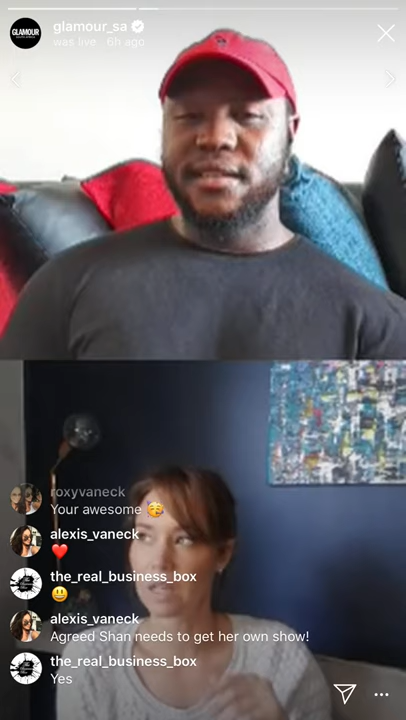 GLAMOUR
glamour_sa
was live · 6h ago
roxyvaneck
Your awesome 🥳
alexis_vaneck
❤️
the_real_business_box
😃
alexis_vaneck
Agreed Shan needs to get her own show!
the_real_business_box
Yes